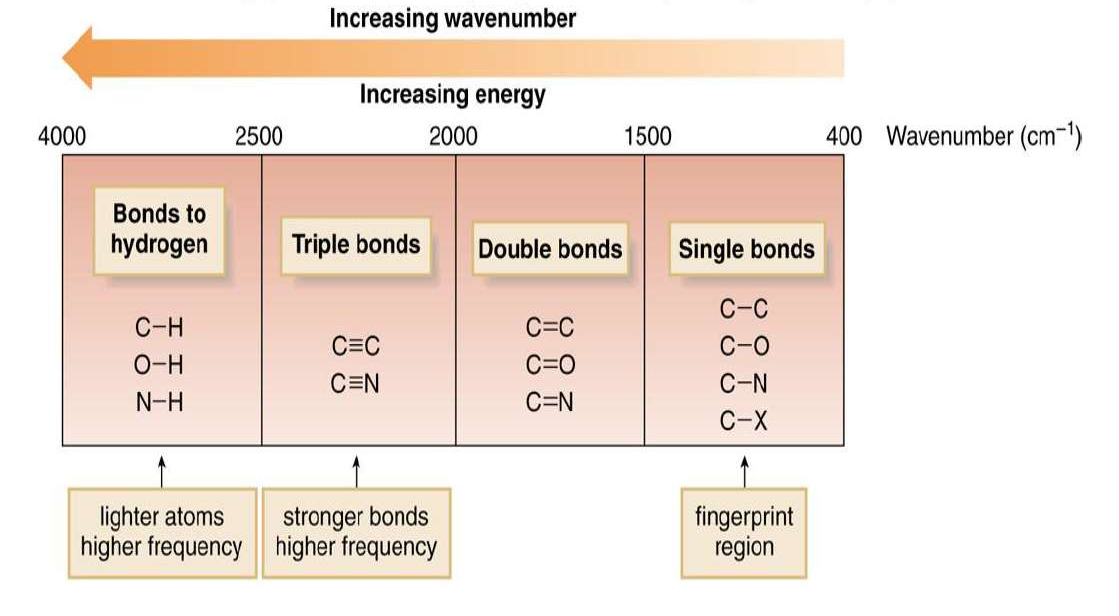 Increasing wavenumber
Increasing energy
4000 2500 2000 1500 400 Wavenumber (cm⁻¹)
Bonds to
hydrogen
C–H
O–H
N–H
Triple bonds
C≡C
C≡N
Double bonds
C=C
C=O
C=N
Single bonds
C–C
C–O
C–N
C–X
lighter atoms
higher frequency
stronger bonds
higher frequency
fingerprint
region